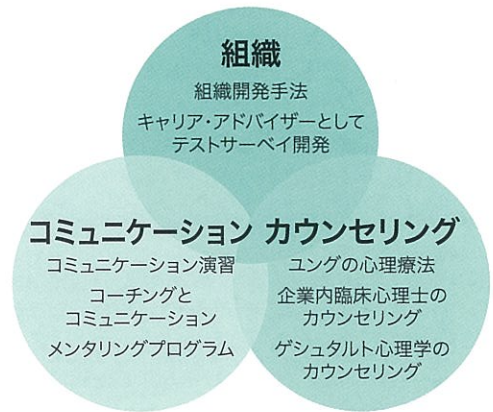 組織
組織開発手法
キャリア・アドバイザーとして
テストサーベイ開発
コミュニケーション
コミュニケーション演習
コーチングと
コミュニケーション
メンタリングプログラム
カウンセリング
ユングの心理療法
企業内臨床心理士の
カウンセリング
ゲシュタルト心理学の
カウンセリング